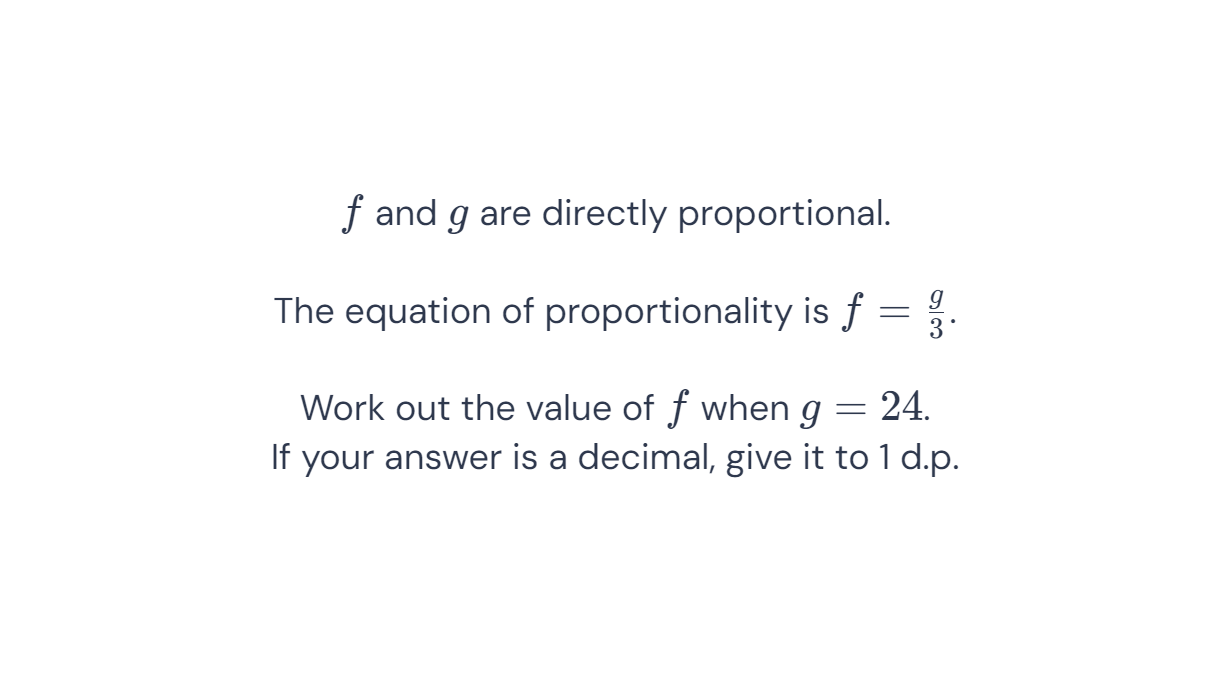 f and g are directly proportional.
The equation of proportionality is f = g/3.
Work out the value of f when g = 24.
If your answer is a decimal, give it to 1 d.p.